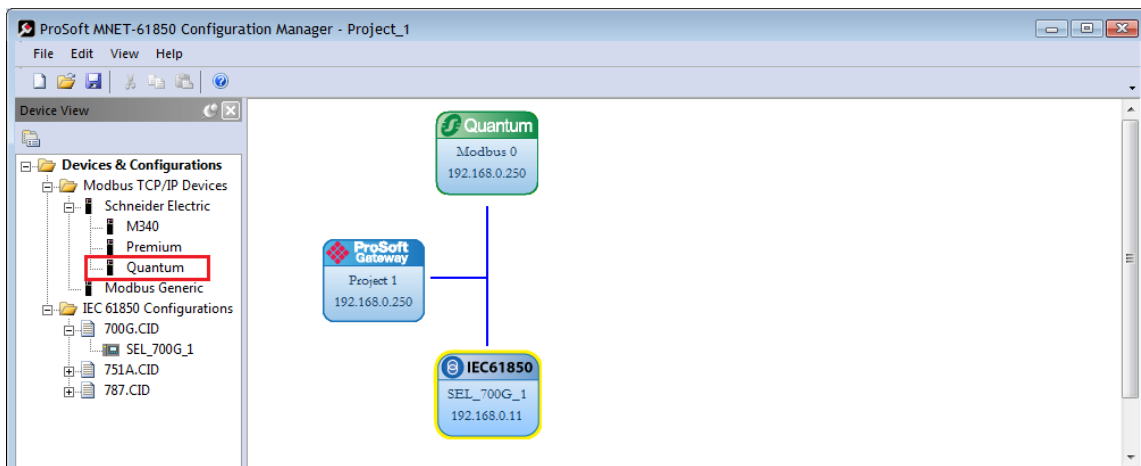 ProSoft MNET-61850 Configuration Manager - Project_1
File Edit View Help
Device View
Devices & Configurations
Modbus TCP/IP Devices
Schneider Electric
M340
Premium
Quantum
Modbus Generic
IEC 61850 Configurations
700G.CID
SEL_700G_1
751A.CID
787.CID
Quantum
Modbus 0
192.168.0.250
ProSoft
Gateway
Project 1
192.168.0.250
IEC61850
SEL_700G_1
192.168.0.11